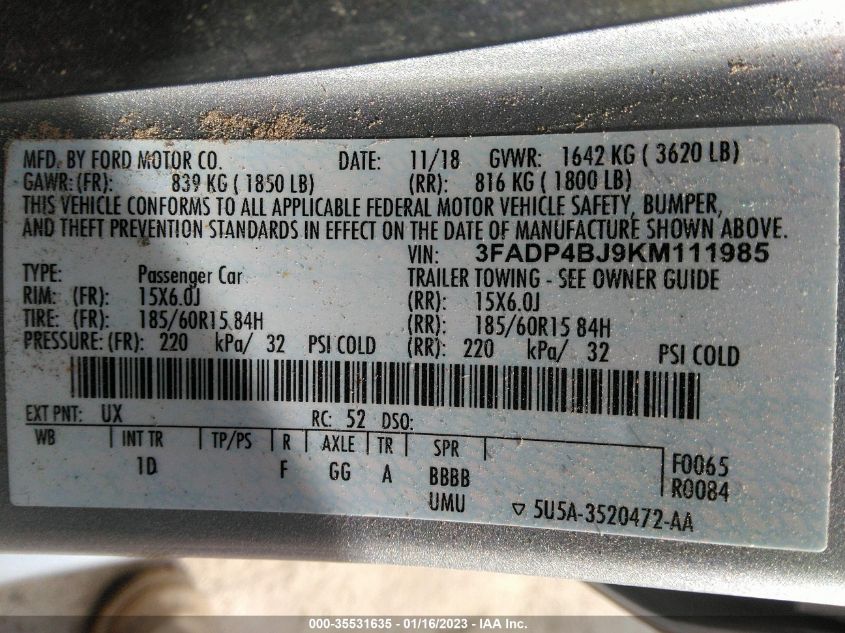 MFD. BY FORD MOTOR CO. DATE: 11/18 GVWR: 1642 KG ( 3620 LB)
GAWR: (FR): 839 KG ( 1850 LB) (RR): 816 KG ( 1800 LB)
THIS VEHICLE CONFORMS TO ALL APPLICABLE FEDERAL MOTOR VEHICLE SAFETY, BUMPER,
AND THEFT PREVENTION STANDARDS IN EFFECT ON THE DATE OF MANUFACTURE SHOWN ABOVE.
VIN: 3FADP4BJ9KM111985
TYPE: Passenger Car TRAILER TOWING - SEE OWNER GUIDE
RIM: (FR): 15X6.0J (RR): 15X6.0J
TIRE: (FR): 185/60R15 84H (RR): 185/60R15 84H
PRESSURE: (FR): 220 kPa/ 32 PSI COLD (RR): 220 kPa/ 32 PSI COLD
EXT PNT: UX RC: 52 DSO:
WB INT TR TP/PS R AXLE TR SPR
1D F GG A BBBB F0065
UMU R0084
▽ 5U5A-3520472-AA
000-35531635 - 01/16/2023 - © IAA Inc.